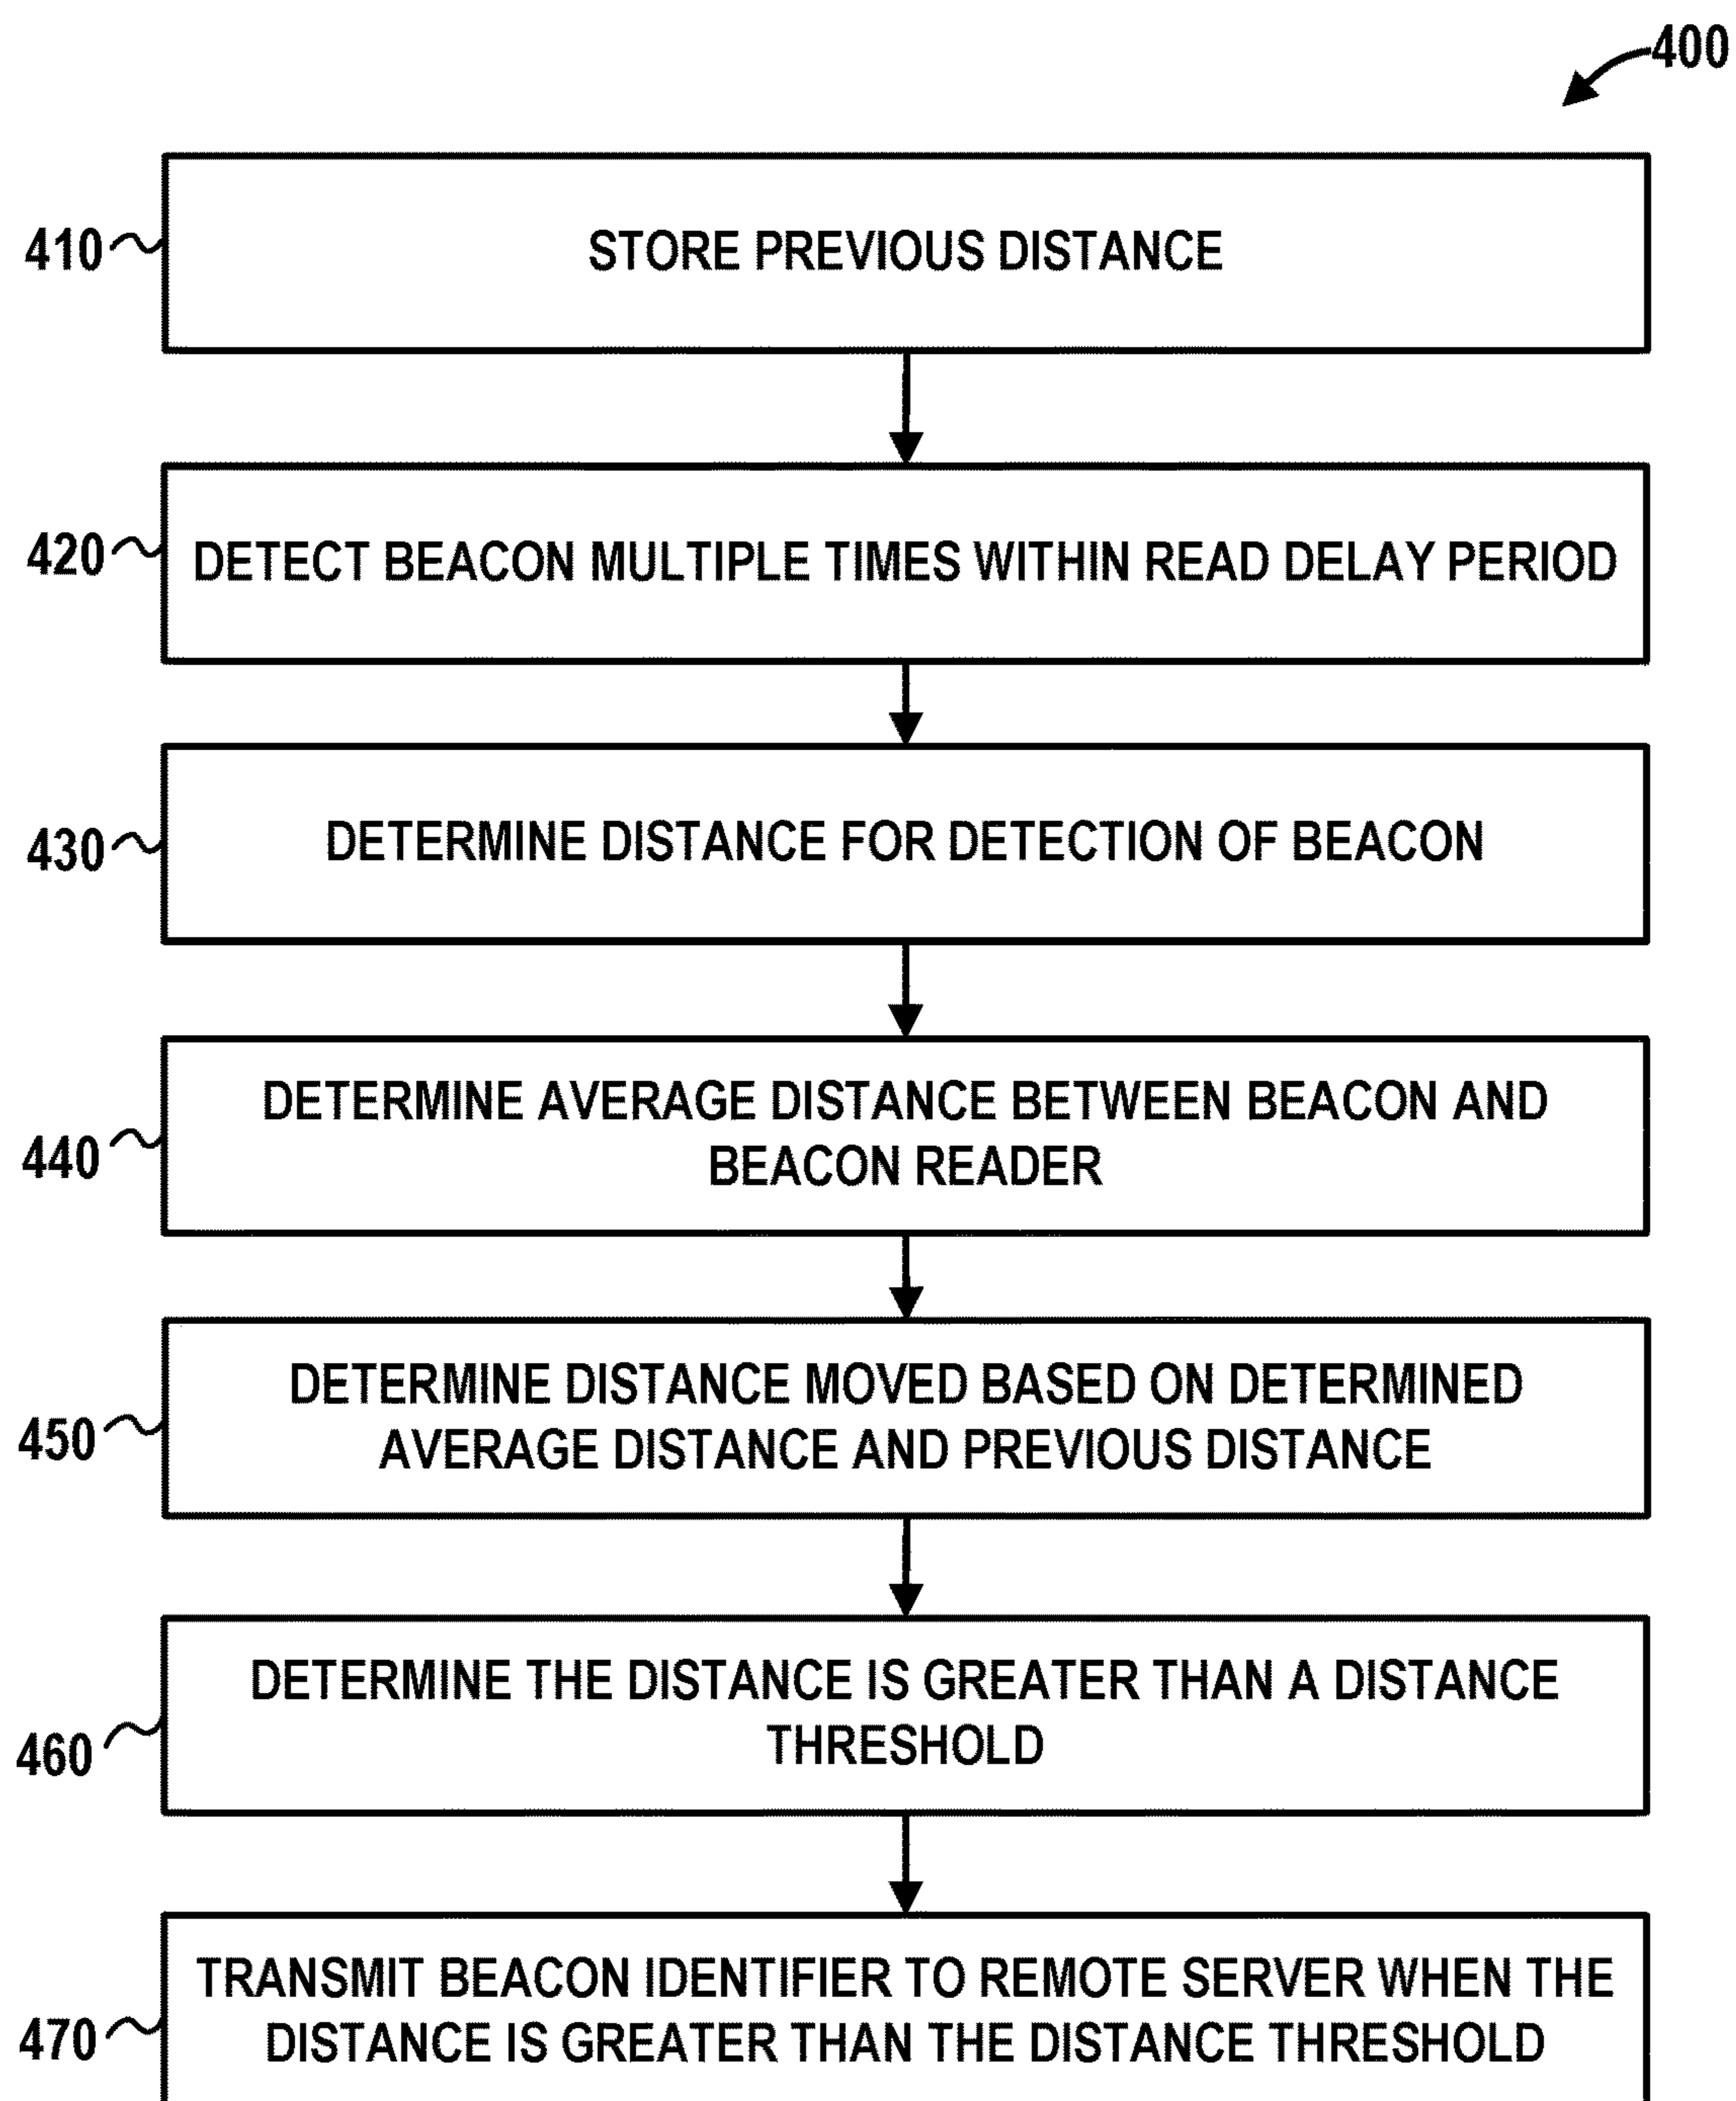 400
410
STORE PREVIOUS DISTANCE
420
DETECT BEACON MULTIPLE TIMES WITHIN READ DELAY PERIOD
430
DETERMINE DISTANCE FOR DETECTION OF BEACON
440
DETERMINE AVERAGE DISTANCE BETWEEN BEACON AND
BEACON READER
450
DETERMINE DISTANCE MOVED BASED ON DETERMINED
AVERAGE DISTANCE AND PREVIOUS DISTANCE
460
DETERMINE THE DISTANCE IS GREATER THAN A DISTANCE
THRESHOLD
470
TRANSMIT BEACON IDENTIFIER TO REMOTE SERVER WHEN THE
DISTANCE IS GREATER THAN THE DISTANCE THRESHOLD